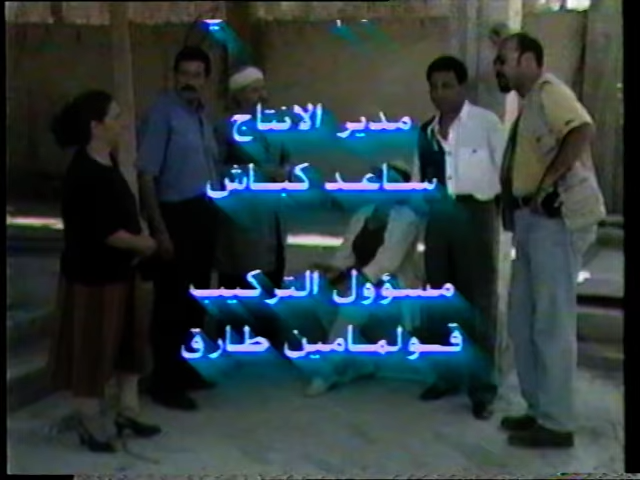 مدير الانتاج
ساعد كباش
مسؤول التركيب
قولمامين طارق